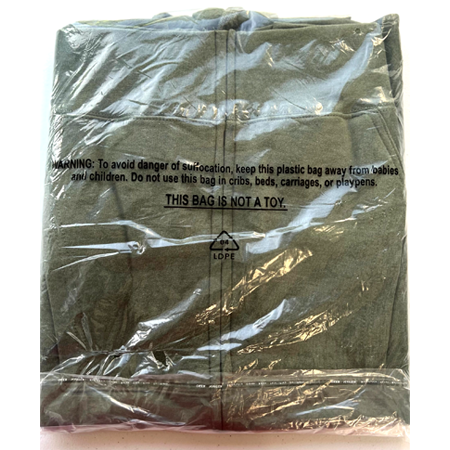 WARNING: To avoid danger of suffocation, keep this plastic bag away from babies
and children. Do not use this bag in cribs, beds, carriages, or playpens.
THIS BAG IS NOT A TOY.
04
LDPE